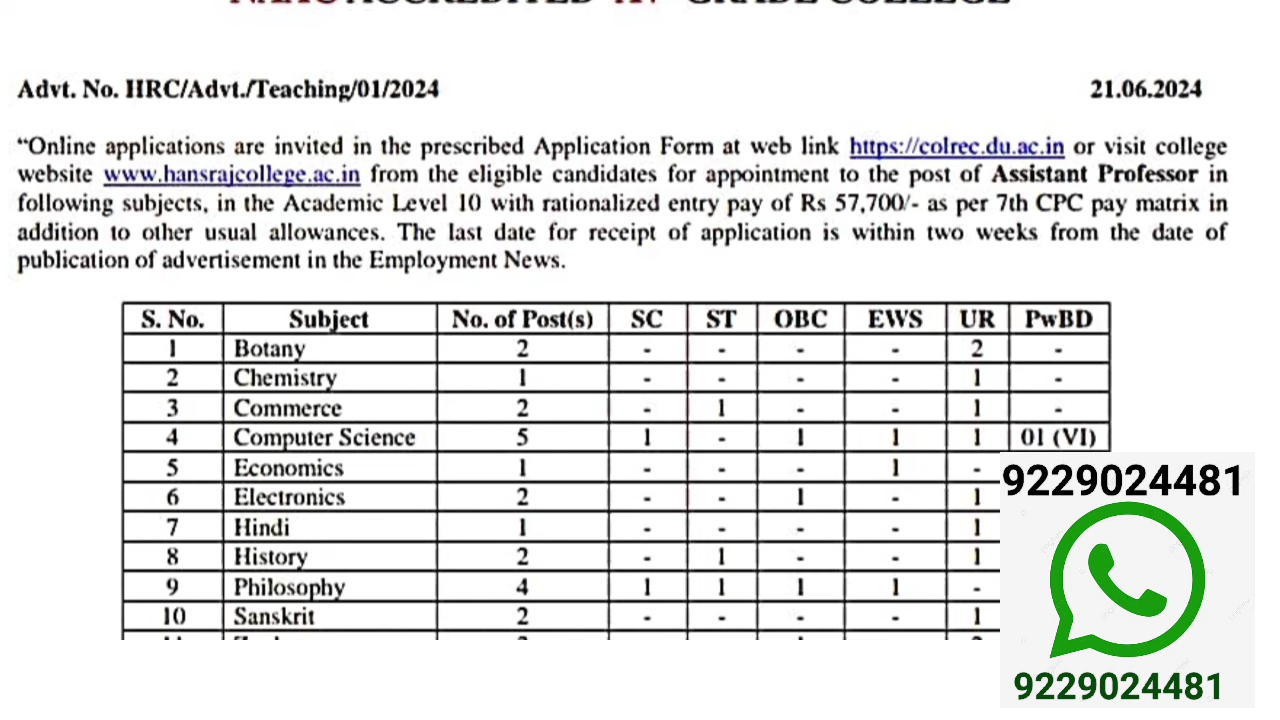 NAAC ACCREDITED 'A+' GRADE COLLEGE
Advt. No. HRC/Advt./Teaching/01/2024 21.06.2024
“Online applications are invited in the prescribed Application Form at web link https://colrec.du.ac.in or visit college
website www.hansrajcollege.ac.in from the eligible candidates for appointment to the post of Assistant Professor in
following subjects, in the Academic Level 10 with rationalized entry pay of Rs 57,700/- as per 7th CPC pay matrix in
addition to other usual allowances. The last date for receipt of application is within two weeks from the date of
publication of advertisement in the Employment News.
S. No. Subject No. of Post(s) SC ST OBC EWS UR PwBD
1 Botany 2 - - - - 2 -
2 Chemistry 1 - - - - 1 -
3 Commerce 2 - 1 - - 1 -
4 Computer Science 5 1 - 1 1 1 01 (VI)
5 Economics 1 - - - 1 -
6 Electronics 2 - - 1 - 1
7 Hindi 1 - - - - 1
8 History 2 - 1 - - 1
9 Philosophy 4 1 1 1 1 -
10 Sanskrit 2 - - - - 1
9229024481
9229024481